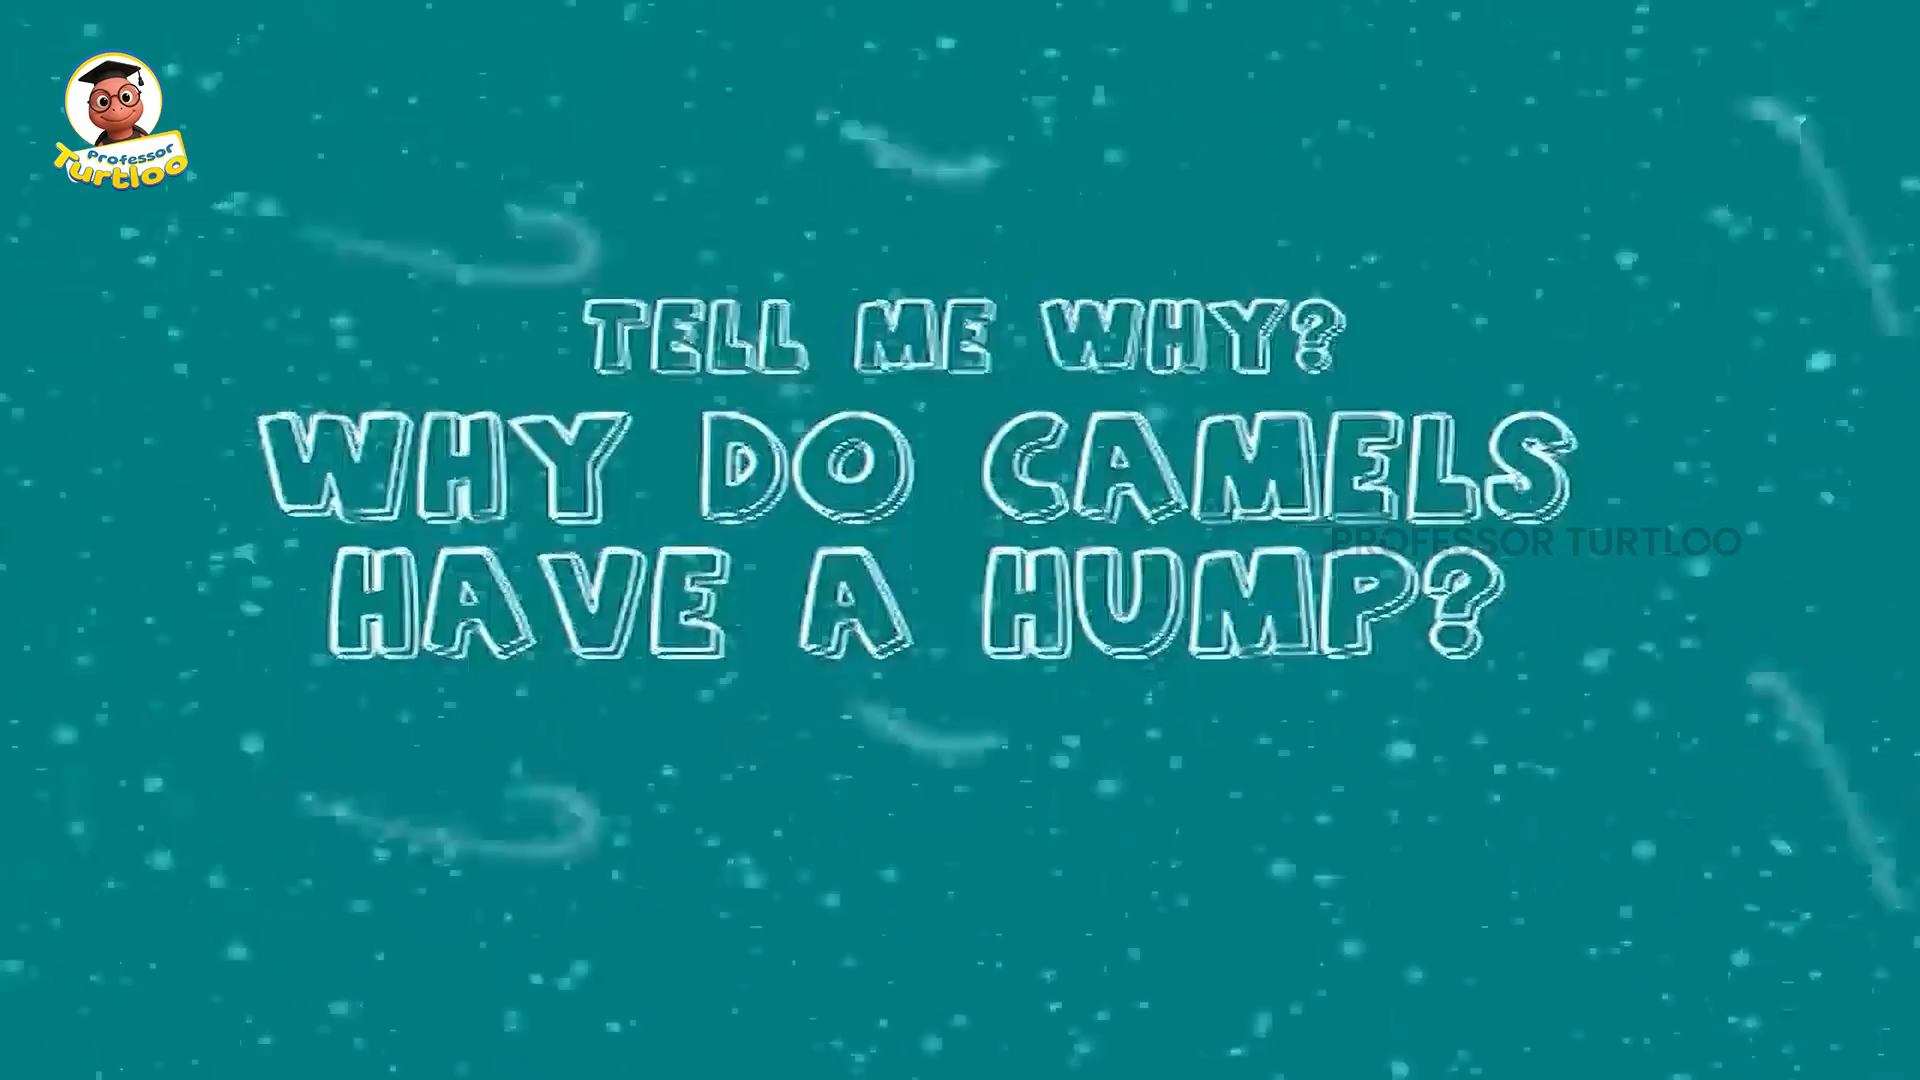 Professor
Turtloo
TELL ME WHY?
WHY DO CAMELS
HAVE A HUMP?
PROFESSOR TURTLOO